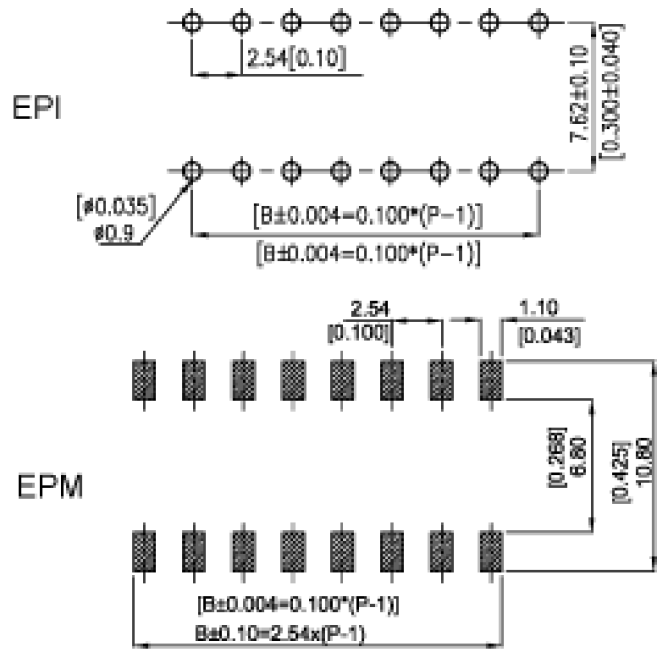 2.54[0.10]
EPI
7.62±0.10
[0.300±0.040]
[ø0.035]
ø0.9
[B±0.004=0.100*(P-1)]
[B±0.004=0.100*(P-1)]
2.54
[0.100]
1.10
[0.043]
EPM
[0.268]
6.80
[0.425]
10.80
[B±0.004=0.100*(P-1)]
B±0.10=2.54x(P-1)